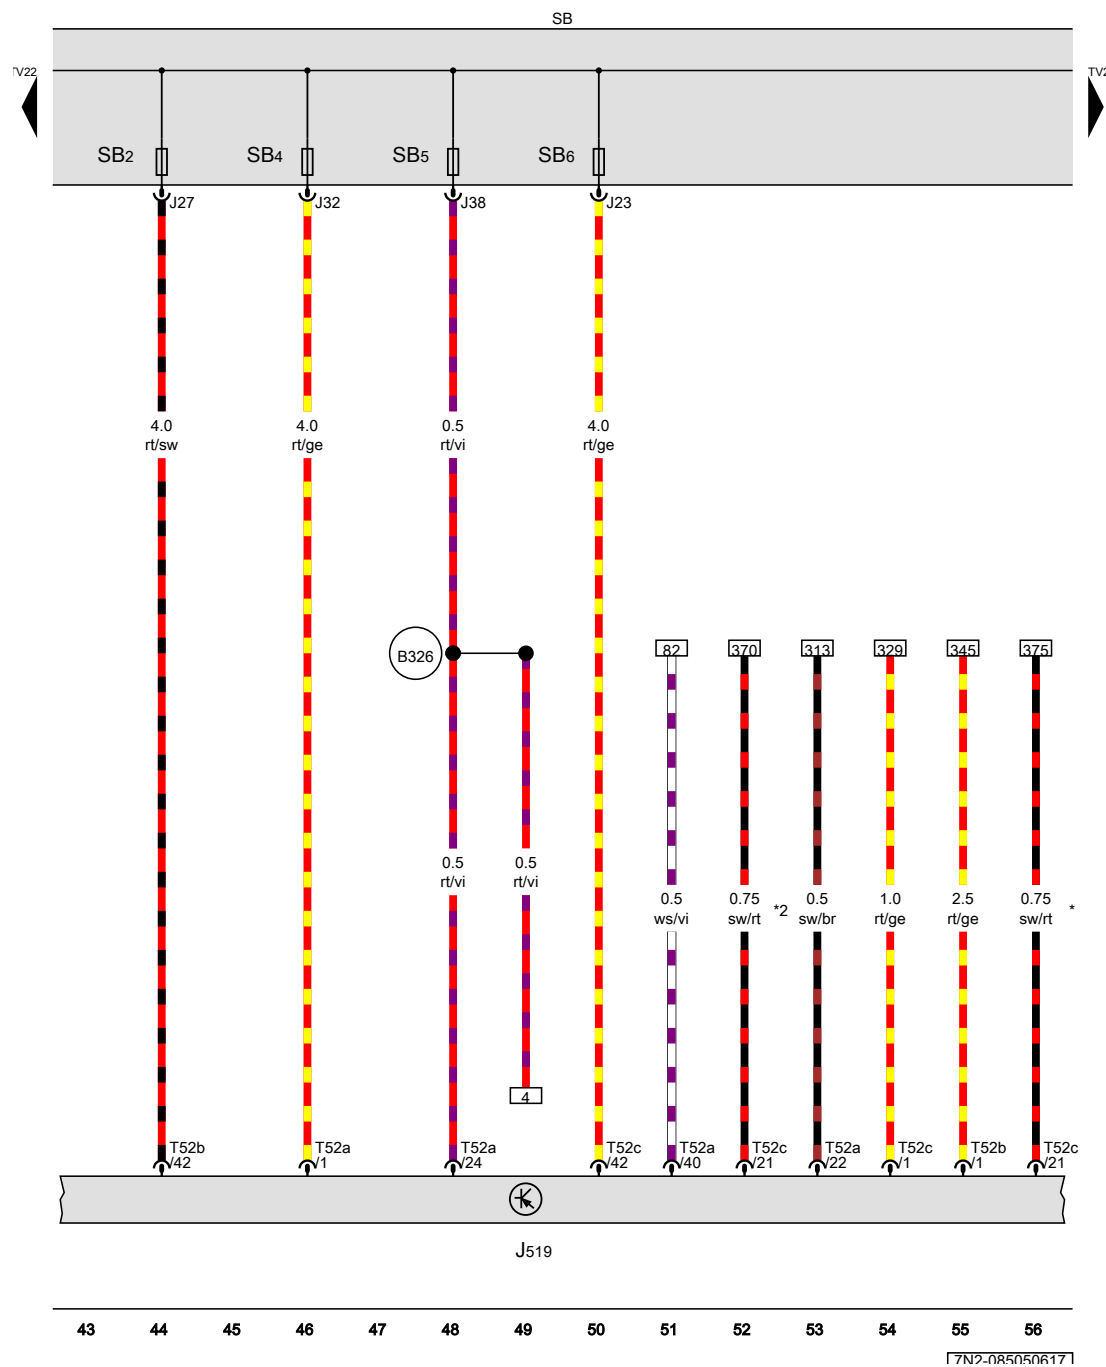 SB
TV22
TV2
SB2
SB4
SB5
SB6
J27
J32
J38
J23
4.0
rt/sw
4.0
rt/ge
0.5
rt/vi
4.0
rt/ge
B326
82
370
313
329
345
375
0.5
rt/vi
0.5
rt/vi
0.5
ws/vi
0.75
sw/rt
*2
0.5
sw/br
1.0
rt/ge
2.5
rt/ge
0.75
sw/rt
*
4
T52b
/42
T52a
/1
T52a
/24
T52c
/42
T52a
/40
T52c
/21
T52a
/22
T52c
/1
T52b
/1
T52c
/21
J519
43 44 45 46 47 48 49 50 51 52 53 54 55 56
7N2-085050617